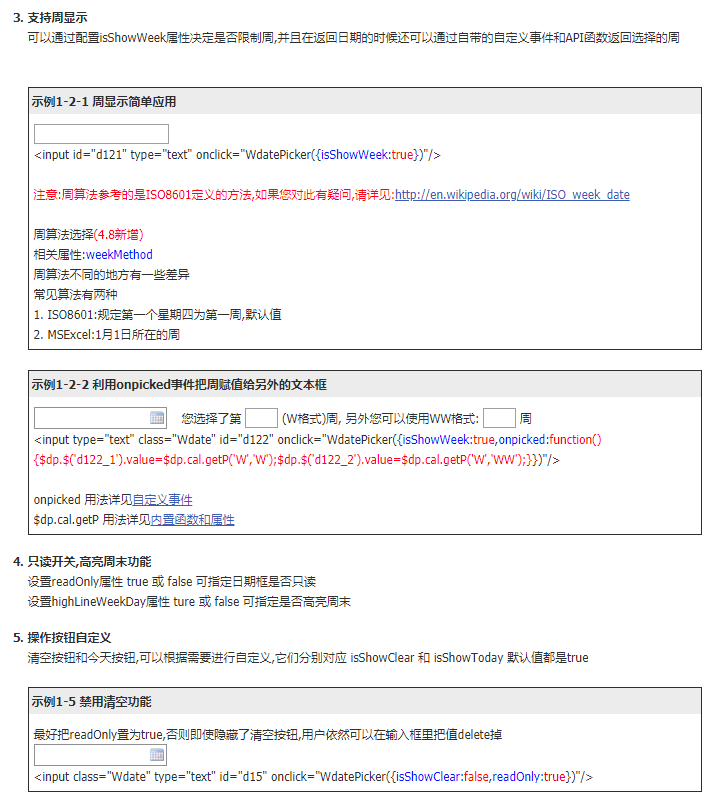 3. 支持周显示
可以通过配置isShowWeek属性决定是否限制周,并且在返回日期的时候还可以通过自带的自定义事件和API函数返回选择的周
示例1-2-1 周显示简单应用
<input id="d121" type="text" onclick="WdatePicker({isShowWeek:true})"/>
注意:周算法参考的是ISO8601定义的方法,如果您对此有疑问,请详见:http://en.wikipedia.org/wiki/ISO_week_date
周算法选择(4.8新增)
相关属性:weekMethod
周算法不同的地方有一些差异
常见算法有两种
1. ISO8601:规定第一个星期四为第一周,默认值
2. MSExcel:1月1日所在的周
示例1-2-2 利用onpicked事件把周赋值给另外的文本框
您选择了第 (W格式)周, 另外您可以使用WW格式: 周
<input type="text" class="Wdate" id="d122" onclick="WdatePicker({isShowWeek:true,onpicked:function()
{$dp.$('d122_1').value=$dp.cal.getP('W','W');$dp.$('d122_2').value=$dp.cal.getP('W','WW');}})"/>
onpicked 用法详见自定义事件
$dp.cal.getP 用法详见内置函数和属性
4. 只读开关,高亮周末功能
设置readOnly属性 true 或 false 可指定日期框是否只读
设置highLineWeekDay属性 ture 或 false 可指定是否高亮周末
5. 操作按钮自定义
清空按钮和今天按钮,可以根据需要进行自定义,它们分别对应 isShowClear 和 isShowToday 默认值都是true
示例1-5 禁用清空功能
最好把readOnly置为true,否则即使隐藏了清空按钮,用户依然可以在输入框里把值delete掉
<input class="Wdate" type="text" id="d15" onclick="WdatePicker({isShowClear:false,readOnly:true})"/>